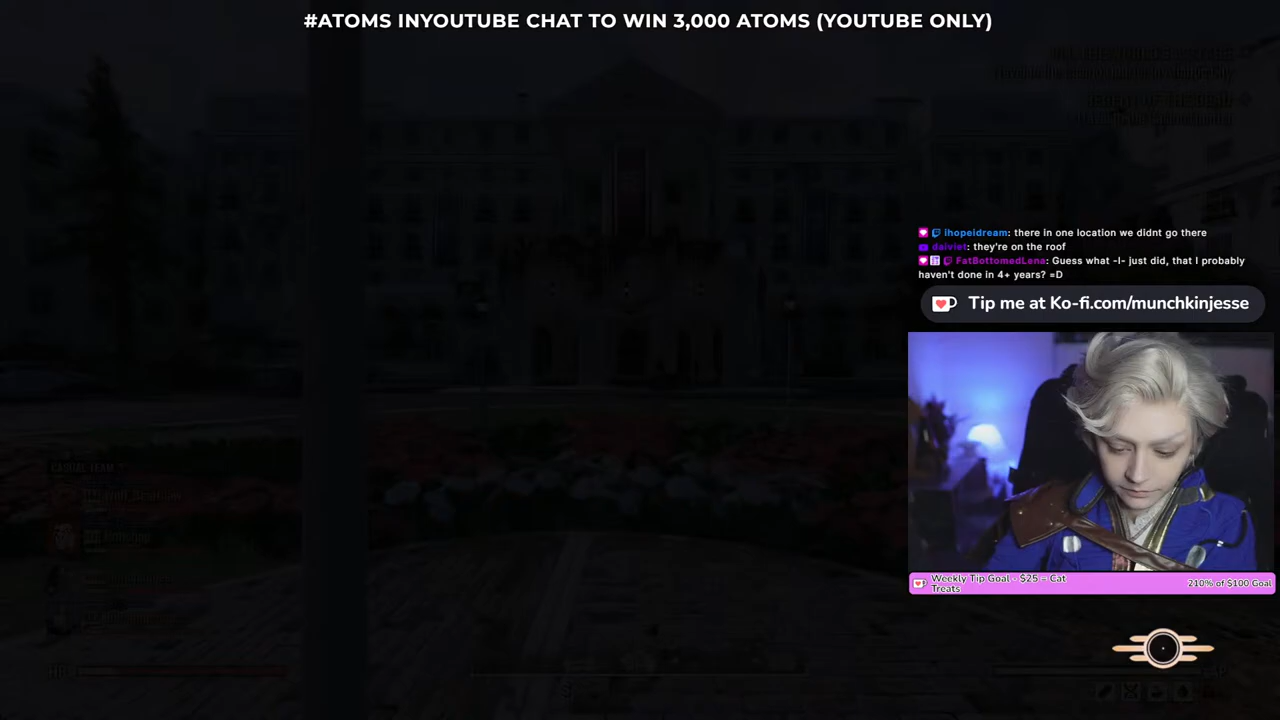 #ATOMS INYOUTUBE CHAT TO WIN 3,000 ATOMS (YOUTUBE ONLY)
ihopeidream: there in one location we didnt go there
daiviet: they're on the roof
FatBottomedLena: Guess what -I- just did, that I probably
haven't done in 4+ years? =D
Tip me at Ko-fi.com/munchkinjesse
CASUAL TEAM
Weekly Tip Goal - $25 = Cat
Treats
210% of $100 Goal